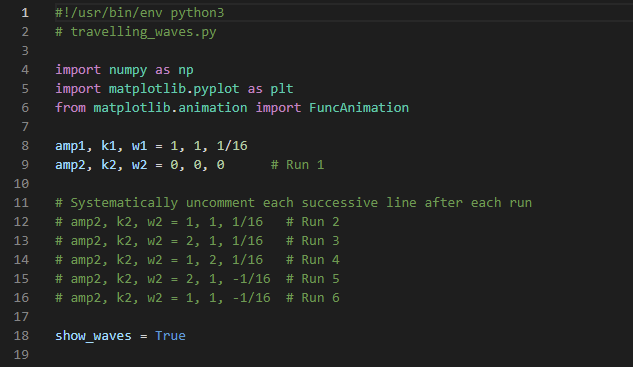 1 #!/usr/bin/env python3
2 # travelling_waves.py
3
4 import numpy as np
5 import matplotlib.pyplot as plt
6 from matplotlib.animation import FuncAnimation
7
8 amp1, k1, w1 = 1, 1, 1/16
9 amp2, k2, w2 = 0, 0, 0      # Run 1
10
11 # Systematically uncomment each successive line after each run
12 # amp2, k2, w2 = 1, 1, 1/16   # Run 2
13 # amp2, k2, w2 = 2, 1, 1/16   # Run 3
14 # amp2, k2, w2 = 1, 2, 1/16   # Run 4
15 # amp2, k2, w2 = 2, 1, -1/16  # Run 5
16 # amp2, k2, w2 = 1, 1, -1/16  # Run 6
17
18 show_waves = True
19